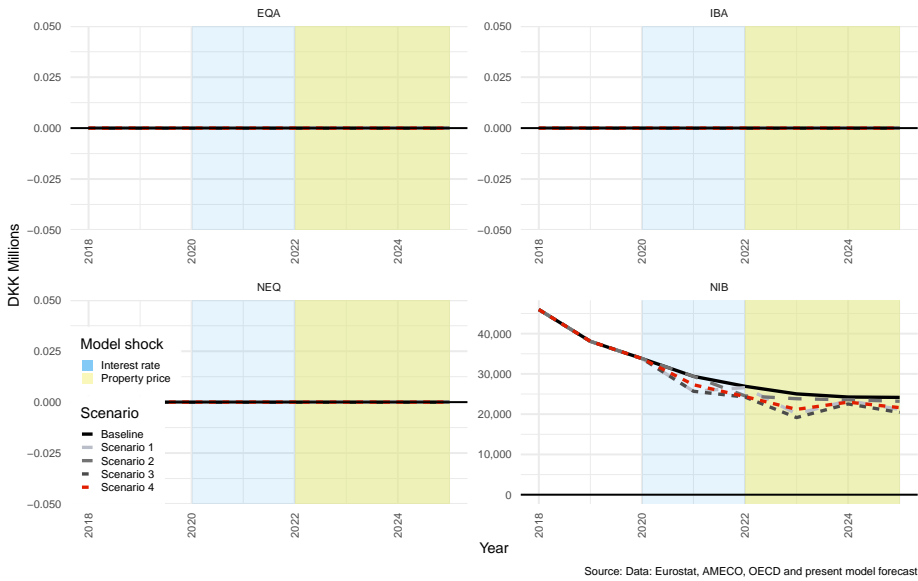 EQA
IBA
0.050
0.025
0.000
−0.025
−0.050
2018
2020
2022
2024
0.050
0.025
0.000
−0.025
−0.050
2018
2020
2022
2024
DKK Millions
NEQ
NIB
0.050
0.025
0.000
−0.025
−0.050
2018
2020
2022
2024
Model shock
Interest rate
Property price
Scenario
Baseline
Scenario 1
Scenario 2
Scenario 3
Scenario 4
40,000
30,000
20,000
10,000
0
2018
2020
2022
2024
Year
Source: Data: Eurostat, AMECO, OECD and present model forecast